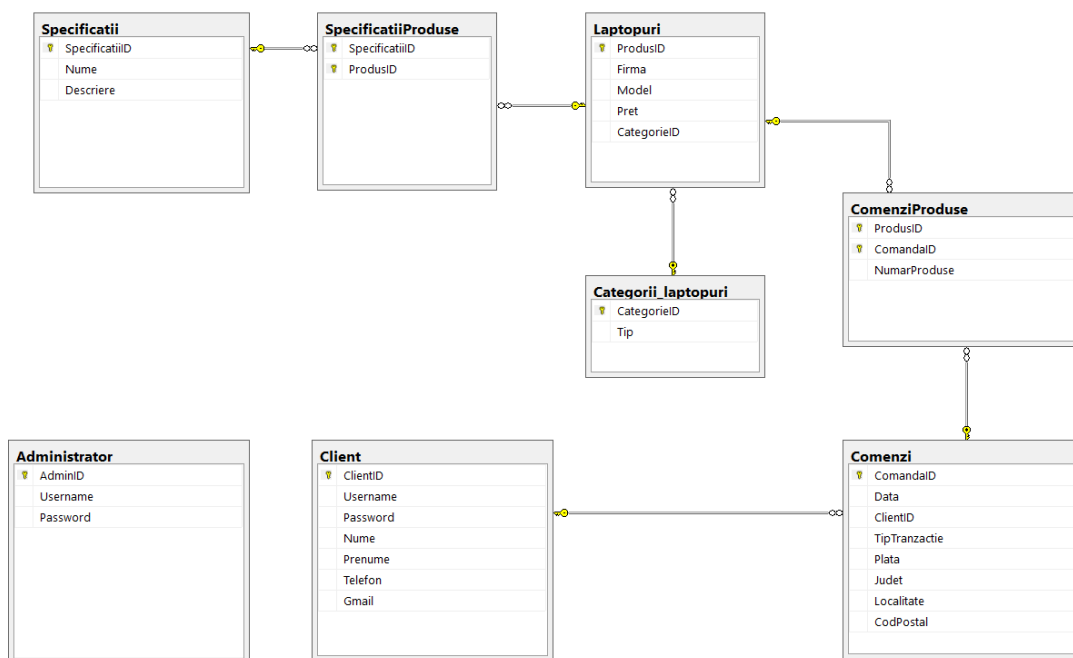 Specificatii
SpecificatiiID
Nume
Descriere
SpecificatiiProduse
SpecificatiiID
ProdusID
Laptopuri
ProdusID
Firma
Model
Pret
CategorieID
ComenziProduse
ProdusID
ComandaID
NumarProduse
Categorii_laptopuri
CategorieID
Tip
Administrator
AdminID
Username
Password
Client
ClientID
Username
Password
Nume
Prenume
Telefon
Gmail
Comenzi
ComandaID
Data
ClientID
TipTranzactie
Plata
Judet
Localitate
CodPostal